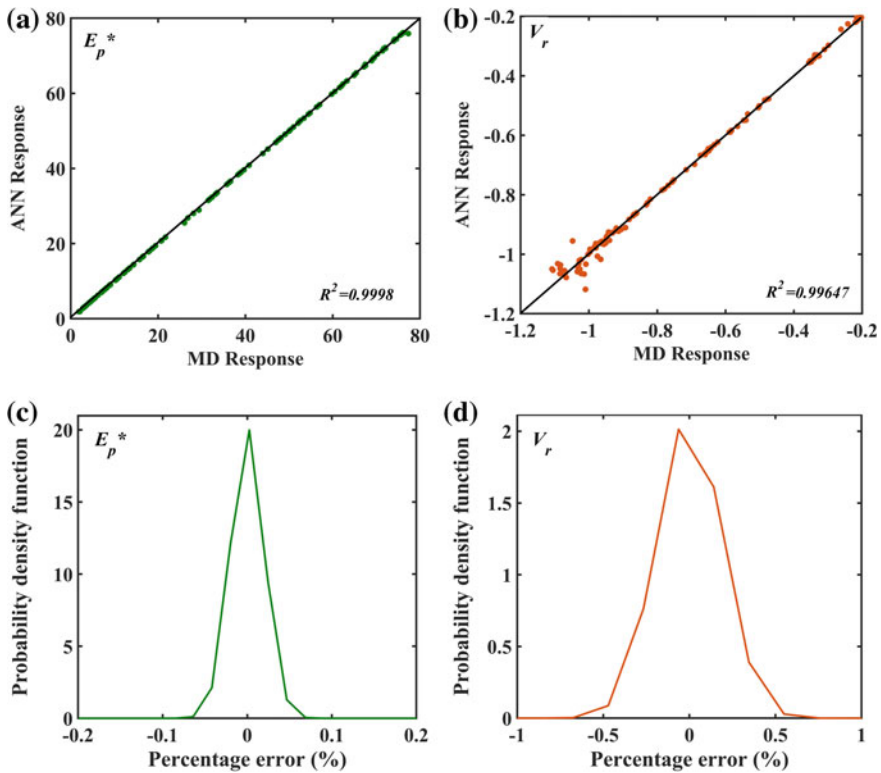 (a)
E_p*
ANN Response
80
60
40
20
0
0 20 40 60 80
R²=0.9998
MD Response
(b)
V_r
ANN Response
-0.2
-0.4
-0.6
-0.8
-1
-1.2
-1.2 -1 -0.8 -0.6 -0.4 -0.2
R²=0.99647
MD Response
(c)
E_p*
Probability density function
20
15
10
5
0
-0.2 -0.1 0 0.1 0.2
Percentage error (%)
(d)
V_r
Probability density function
2
1.5
1
0.5
0
-1 -0.5 0 0.5 1
Percentage error (%)